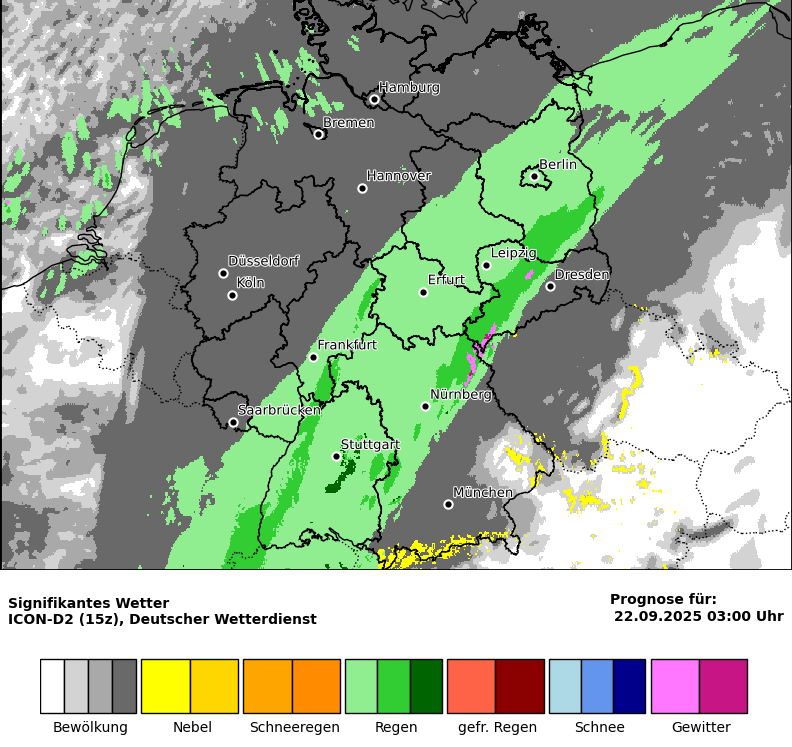 Hamburg
Bremen
Berlin
Hannover
Leipzig
Düsseldorf
Dresden
Köln
Erfurt
Frankfurt
Nürnberg
Saarbrücken
Stuttgart
München
Signifikantes Wetter
ICON-D2 (15z), Deutscher Wetterdienst
Prognose für:
22.09.2025 03:00 Uhr
Bewölkung
Nebel
Schneeregen
Regen
gefr. Regen
Schnee
Gewitter